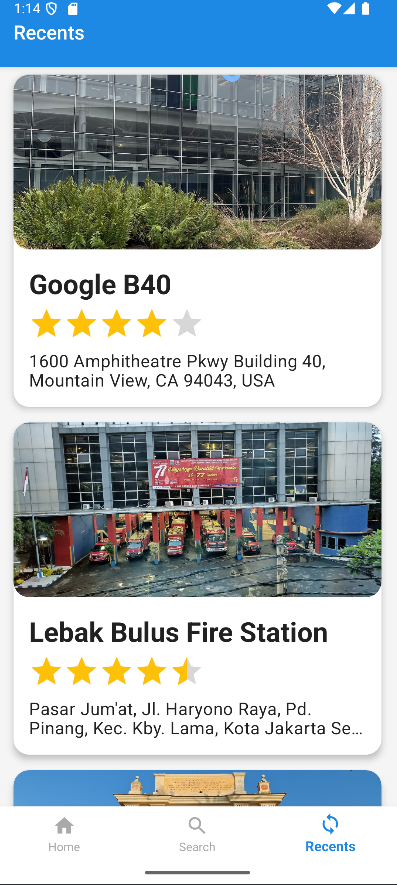 1:14
Recents
Google B40
1600 Amphitheatre Pkwy Building 40,
Mountain View, CA 94043, USA
77
Lebak Bulus Fire Station
Pasar Jum'at, Jl. Haryono Raya, Pd.
Pinang, Kec. Kby. Lama, Kota Jakarta Se…
Home
Search
Recents